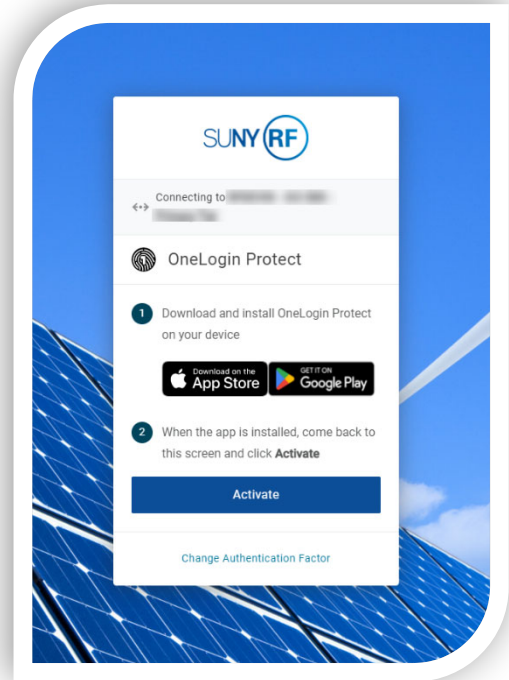 SUNY RF
Connecting to
OneLogin Protect
1 Download and install OneLogin Protect
on your device
Download on the App Store GET IT ON Google Play
2 When the app is installed, come back to
this screen and click Activate
Activate
Change Authentication Factor